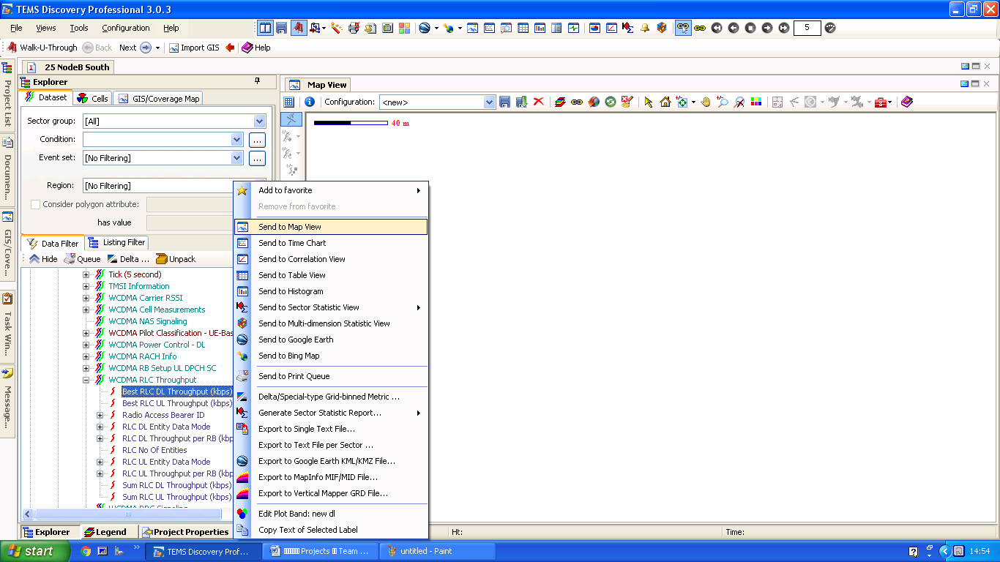 TEMS Discovery Professional 3.0.3
File Views Tools Configuration Help 5
Walk-U-Through Back Next Import GIS Help
25 NodeB South
Explorer
Map View
Dataset Cells GIS/Coverage Map
Configuration: <new>
Sector group: [All]
40 m
Condition: ...
Event set: [No Filtering] ...
Region: [No Filtering]
Consider polygon attribute:
has value
Data Filter Listing Filter
Hide Queue Delta ... Unpack
Tick (5 second)
TMSI Information
WCDMA Carrier RSSI
WCDMA Cell Measurements
WCDMA NAS Signaling
WCDMA Pilot Classification - UE-Bas
WCDMA Power Control - DL
WCDMA RACH Info
WCDMA RB Setup UL DPCH SC
WCDMA RLC Throughput
Best RLC DL Throughput (kbps)
Best RLC UL Throughput (kbps)
Radio Access Bearer ID
RLC DL Entity Data Mode
RLC DL Throughput per RB (kbp
RLC No Of Entities
RLC UL Entity Data Mode
RLC UL Throughput per RB (kbp
Sum RLC DL Throughput (kbps)
Sum RLC UL Throughput (kbps)
WCDMA RRC Signaling
Add to favorite
Remove from favorite
Send to Map View
Send to Time Chart
Send to Correlation View
Send to Table View
Send to Histogram
Send to Sector Statistic View
Send to Multi-dimension Statistic View
Send to Google Earth
Send to Bing Map
Send to Print Queue
Delta/Special-type Grid-binned Metric ...
Generate Sector Statistic Report...
Export to Single Text File...
Export to Text File per Sector ...
Export to Google Earth KML/KMZ File...
Export to MapInfo MIF/MID File...
Export to Vertical Mapper GRD File...
Edit Plot Band: new dl
Copy Text of Selected Label
Project List
Documen...
GIS/Cove...
Task Win...
Message...
Explorer Legend Project Properties
Ht: Time:
start TEMS Discovery Prof... Projects Team ... untitled - Paint 14:54